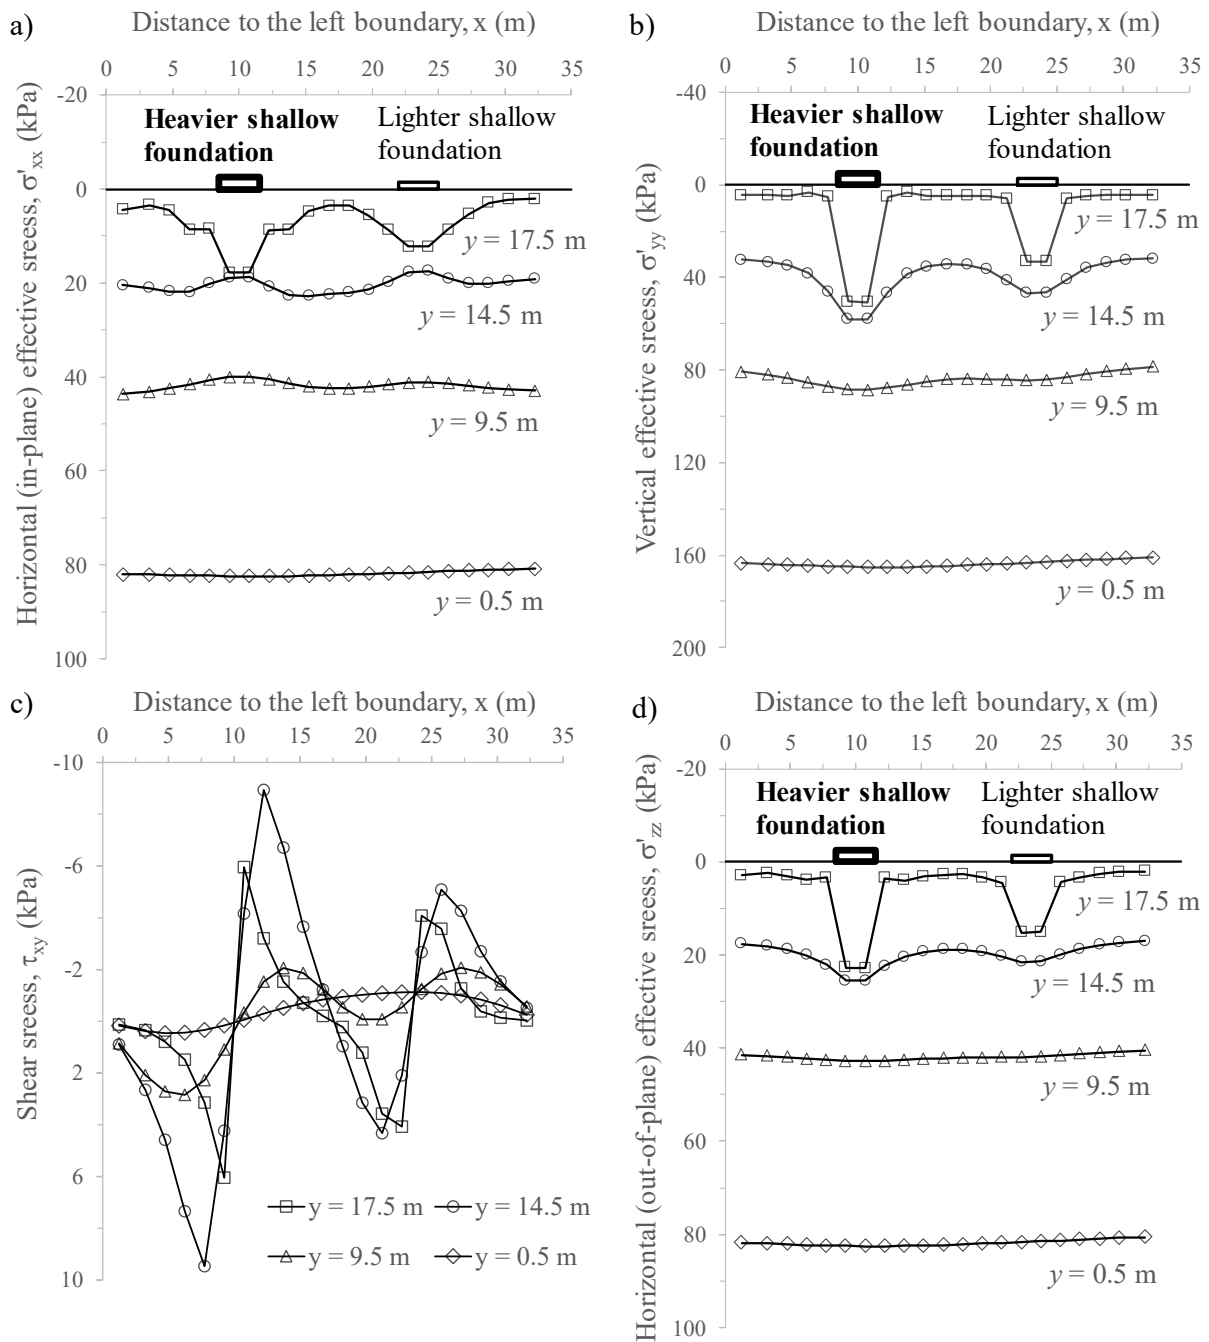 a)
Distance to the left boundary, x (m)
0 5 10 15 20 25 30 35
Horizontal (in-plane) effective sreess, σ'xx (kPa)
-20
0
20
40
60
80
100
Heavier shallow
foundation
Lighter shallow
foundation
y = 17.5 m
y = 14.5 m
y = 9.5 m
y = 0.5 m
b)
Distance to the left boundary, x (m)
0 5 10 15 20 25 30 35
Vertical effective sreess, σ'yy (kPa)
-40
0
40
80
120
160
200
Heavier shallow
foundation
Lighter shallow
foundation
y = 17.5 m
y = 14.5 m
y = 9.5 m
y = 0.5 m
c)
Distance to the left boundary, x (m)
0 5 10 15 20 25 30 35
Shear sreess, τxy (kPa)
-10
-6
-2
2
6
10
y = 17.5 m
y = 14.5 m
y = 9.5 m
y = 0.5 m
d)
Distance to the left boundary, x (m)
0 5 10 15 20 25 30 35
Horizontal (out-of-plane) effective sreess, σ'zz (kPa)
-20
0
20
40
60
80
100
Heavier shallow
foundation
Lighter shallow
foundation
y = 17.5 m
y = 14.5 m
y = 9.5 m
y = 0.5 m